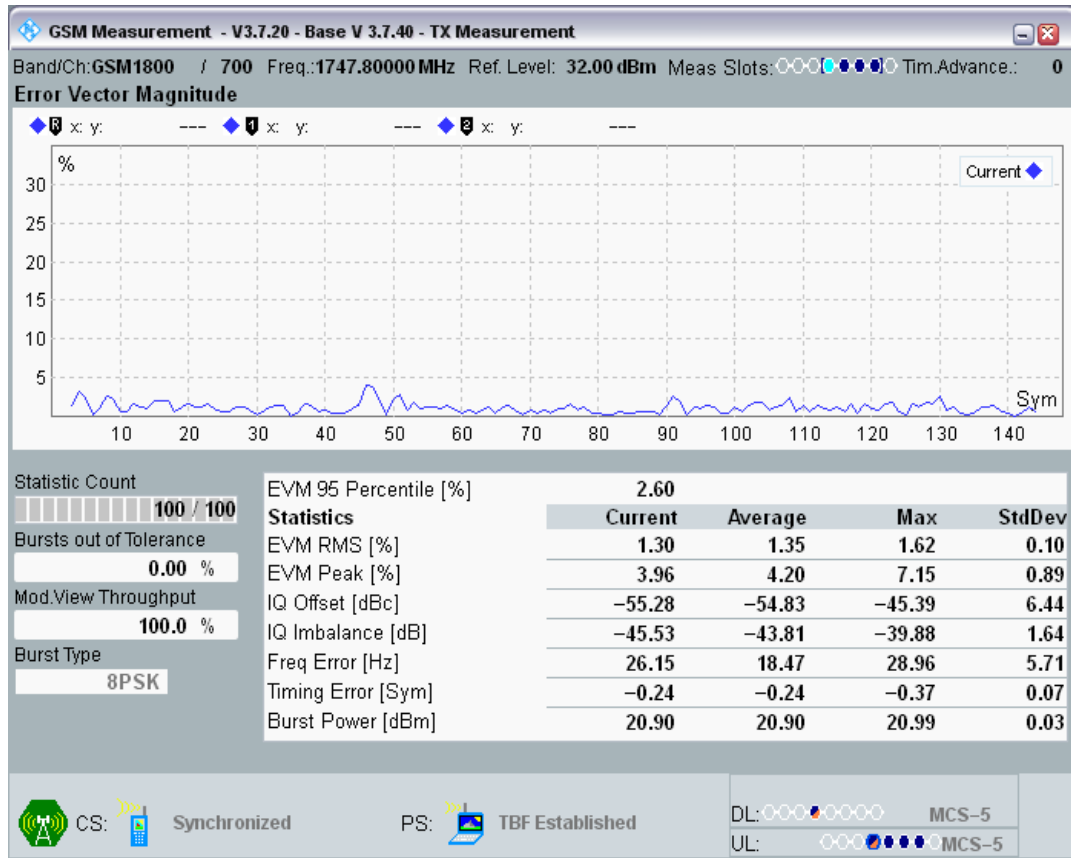 GSM Measurement - V3.7.20 - Base V 3.7.40 - TX Measurement
Band/Ch:GSM1800 / 700 Freq.:1747.80000 MHz Ref. Level: 32.00 dBm Meas Slots: Tim.Advance.: 0
Error Vector Magnitude
R x: y: --- 1 x: y: --- 2 x: y: ---
%
Current
30
25
20
15
10
5
Sym
10 20 30 40 50 60 70 80 90 100 110 120 130 140
Statistic Count
100 / 100
Bursts out of Tolerance
0.00 %
Mod.View Throughput
100.0 %
Burst Type
8PSK
EVM 95 Percentile [%] 2.60
Statistics Current Average Max StdDev
EVM RMS [%] 1.30 1.35 1.62 0.10
EVM Peak [%] 3.96 4.20 7.15 0.89
IQ Offset [dBc] −55.28 −54.83 −45.39 6.44
IQ Imbalance [dB] −45.53 −43.81 −39.88 1.64
Freq Error [Hz] 26.15 18.47 28.96 5.71
Timing Error [Sym] −0.24 −0.24 −0.37 0.07
Burst Power [dBm] 20.90 20.90 20.99 0.03
CS: Synchronized PS: TBF Established
DL: MCS−5
UL: MCS−5